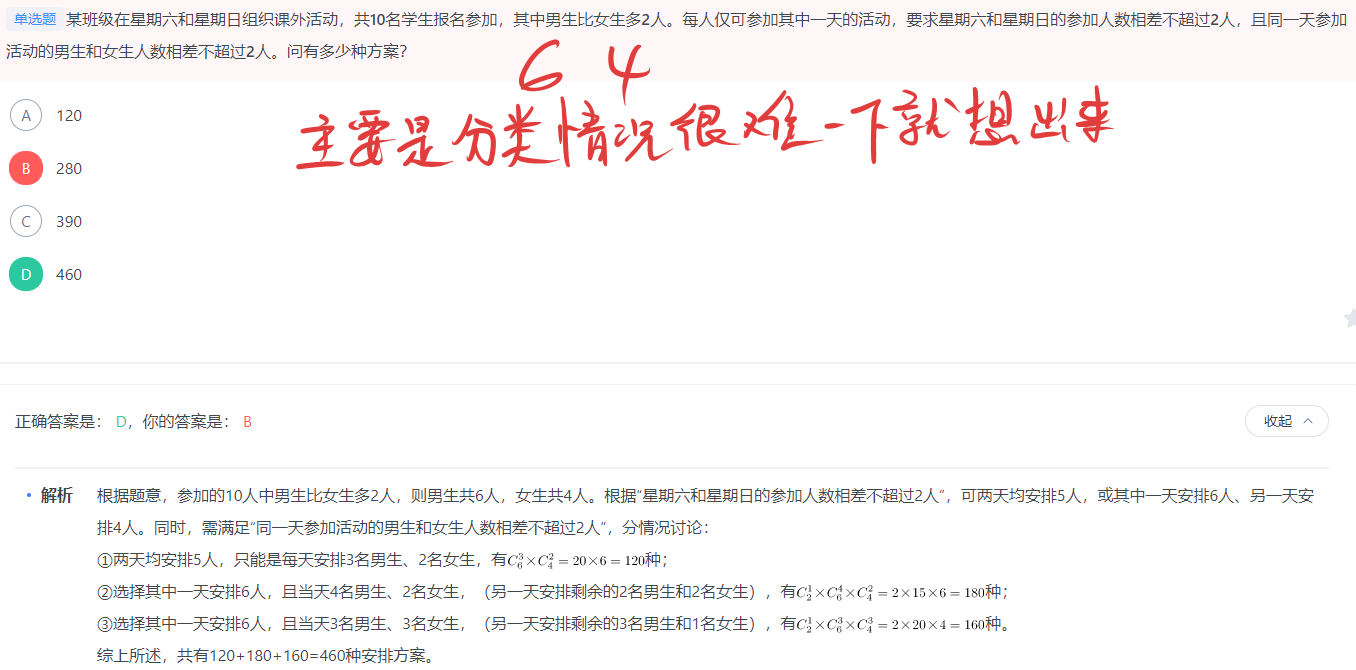 单选题 某班级在星期六和星期日组织课外活动，共10名学生报名参加，其中男生比女生多2人。每人仅可参加其中一天的活动，要求星期六和星期日的参加人数相差不超过2人，且同一天参加
活动的男生和女生人数相差不超过2人。问有多少种方案？
6 4
主要是分类情况很难一下就想出来
A 120
B 280
C 390
D 460
正确答案是： D，你的答案是： B
收起
• 解析 根据题意，参加的10人中男生比女生多2人，则男生共6人，女生共4人。根据“星期六和星期日的参加人数相差不超过2人”，可两天均安排5人，或其中一天安排6人、另一天安
排4人。同时，需满足“同一天参加活动的男生和女生人数相差不超过2人”，分情况讨论：
①两天均安排5人，只能是每天安排3名男生、2名女生，有$C_6^3×C_4^2=20×6=120$种；
②选择其中一天安排6人，且当天4名男生、2名女生，（另一天安排剩余的2名男生和2名女生），有$C_2^1×C_6^4×C_4^2=2×15×6=180$种；
③选择其中一天安排6人，且当天3名男生、3名女生，（另一天安排剩余的3名男生和1名女生），有$C_2^1×C_6^3×C_4^3=2×20×4=160$种。
综上所述，共有120+180+160=460种安排方案。